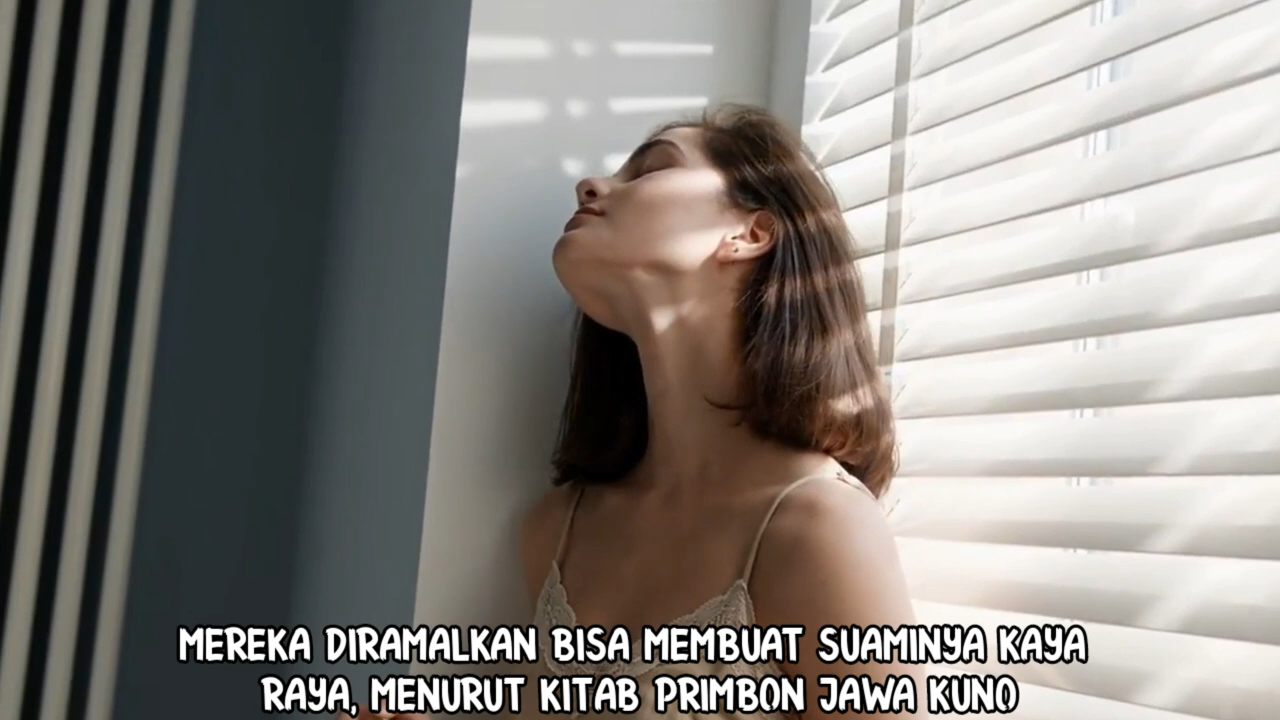 MEREKA DIRAMALKAN BISA MEMBUAT SUAMINYA KAYA
RAYA, MENURUT KITAB PRIMBON JAWA KUNO